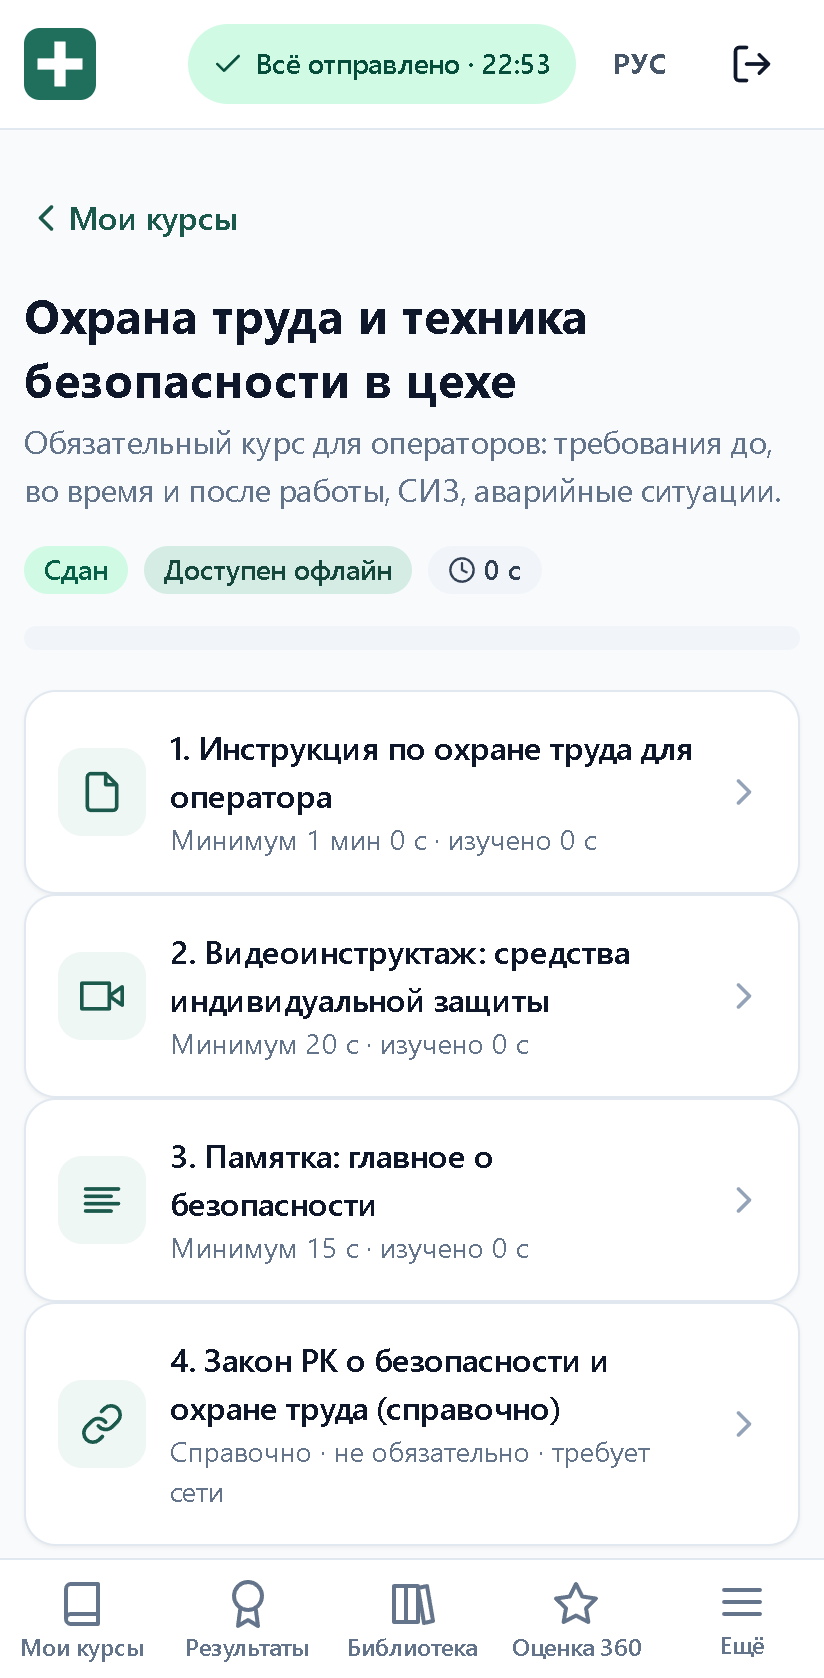 Всё отправлено · 22:53
РУС
Мои курсы
Охрана труда и техника
безопасности в цехе
Обязательный курс для операторов: требования до,
во время и после работы, СИЗ, аварийные ситуации.
Сдан
Доступен офлайн
0 с
1. Инструкция по охране труда для
оператора
Минимум 1 мин 0 с · изучено 0 с
2. Видеоинструктаж: средства
индивидуальной защиты
Минимум 20 с · изучено 0 с
3. Памятка: главное о
безопасности
Минимум 15 с · изучено 0 с
4. Закон РК о безопасности и
охране труда (справочно)
Справочно · не обязательно · требует
сети
Мои курсы
Результаты
Библиотека
Оценка 360
Ещё